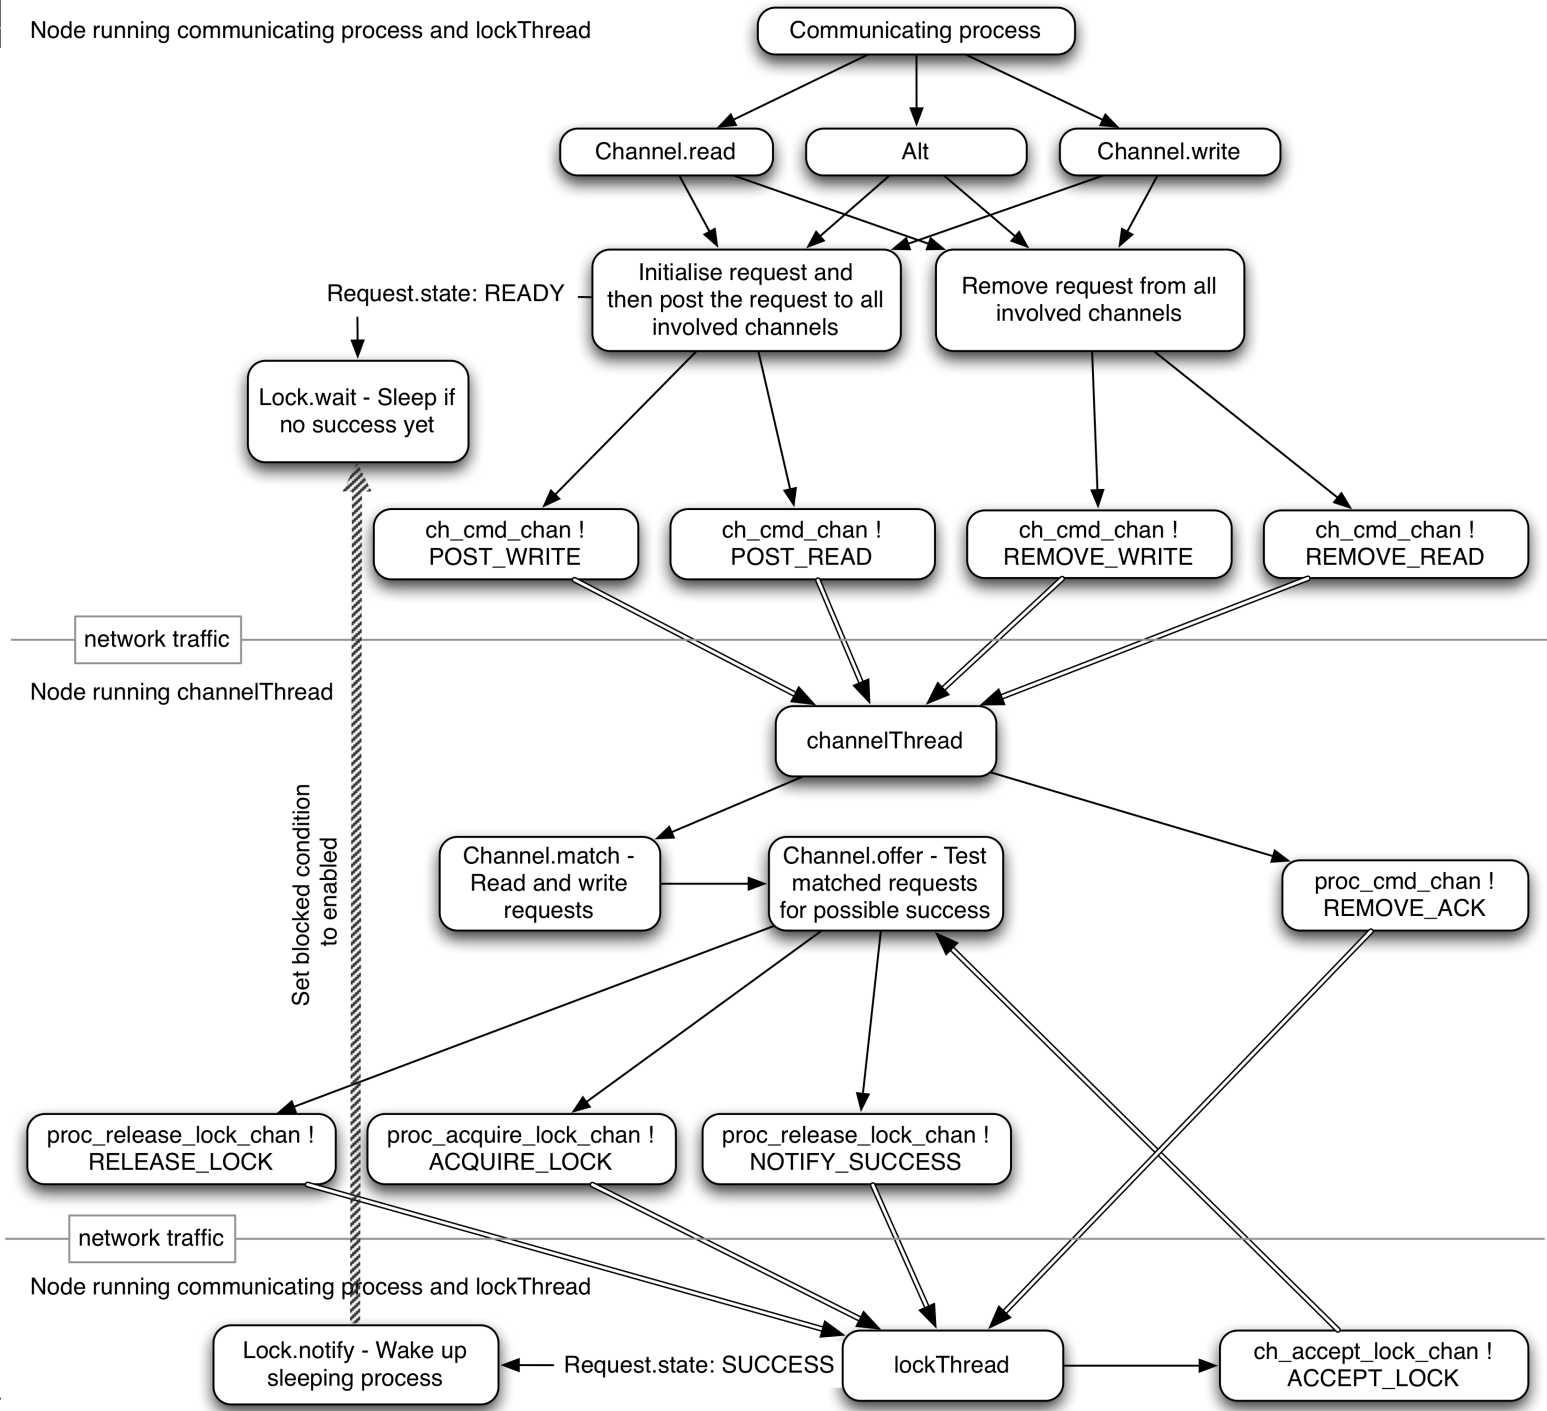 Node running communicating process and lockThread
Communicating process
Channel.read
Alt
Channel.write
Initialise request and
then post the request to all
involved channels
Remove request from all
involved channels
Request.state: READY
Lock.wait - Sleep if
no success yet
ch_cmd_chan !
POST_WRITE
ch_cmd_chan !
POST_READ
ch_cmd_chan !
REMOVE_WRITE
ch_cmd_chan !
REMOVE_READ
network traffic
Node running channelThread
channelThread
Set blocked condition
to enabled
Channel.match -
Read and write
requests
Channel.offer - Test
matched requests
for possible success
proc_cmd_chan !
REMOVE_ACK
proc_release_lock_chan !
RELEASE_LOCK
proc_acquire_lock_chan !
ACQUIRE_LOCK
proc_release_lock_chan !
NOTIFY_SUCCESS
network traffic
Node running communicating process and lockThread
Lock.notify - Wake up
sleeping process
Request.state: SUCCESS
lockThread
ch_accept_lock_chan !
ACCEPT_LOCK